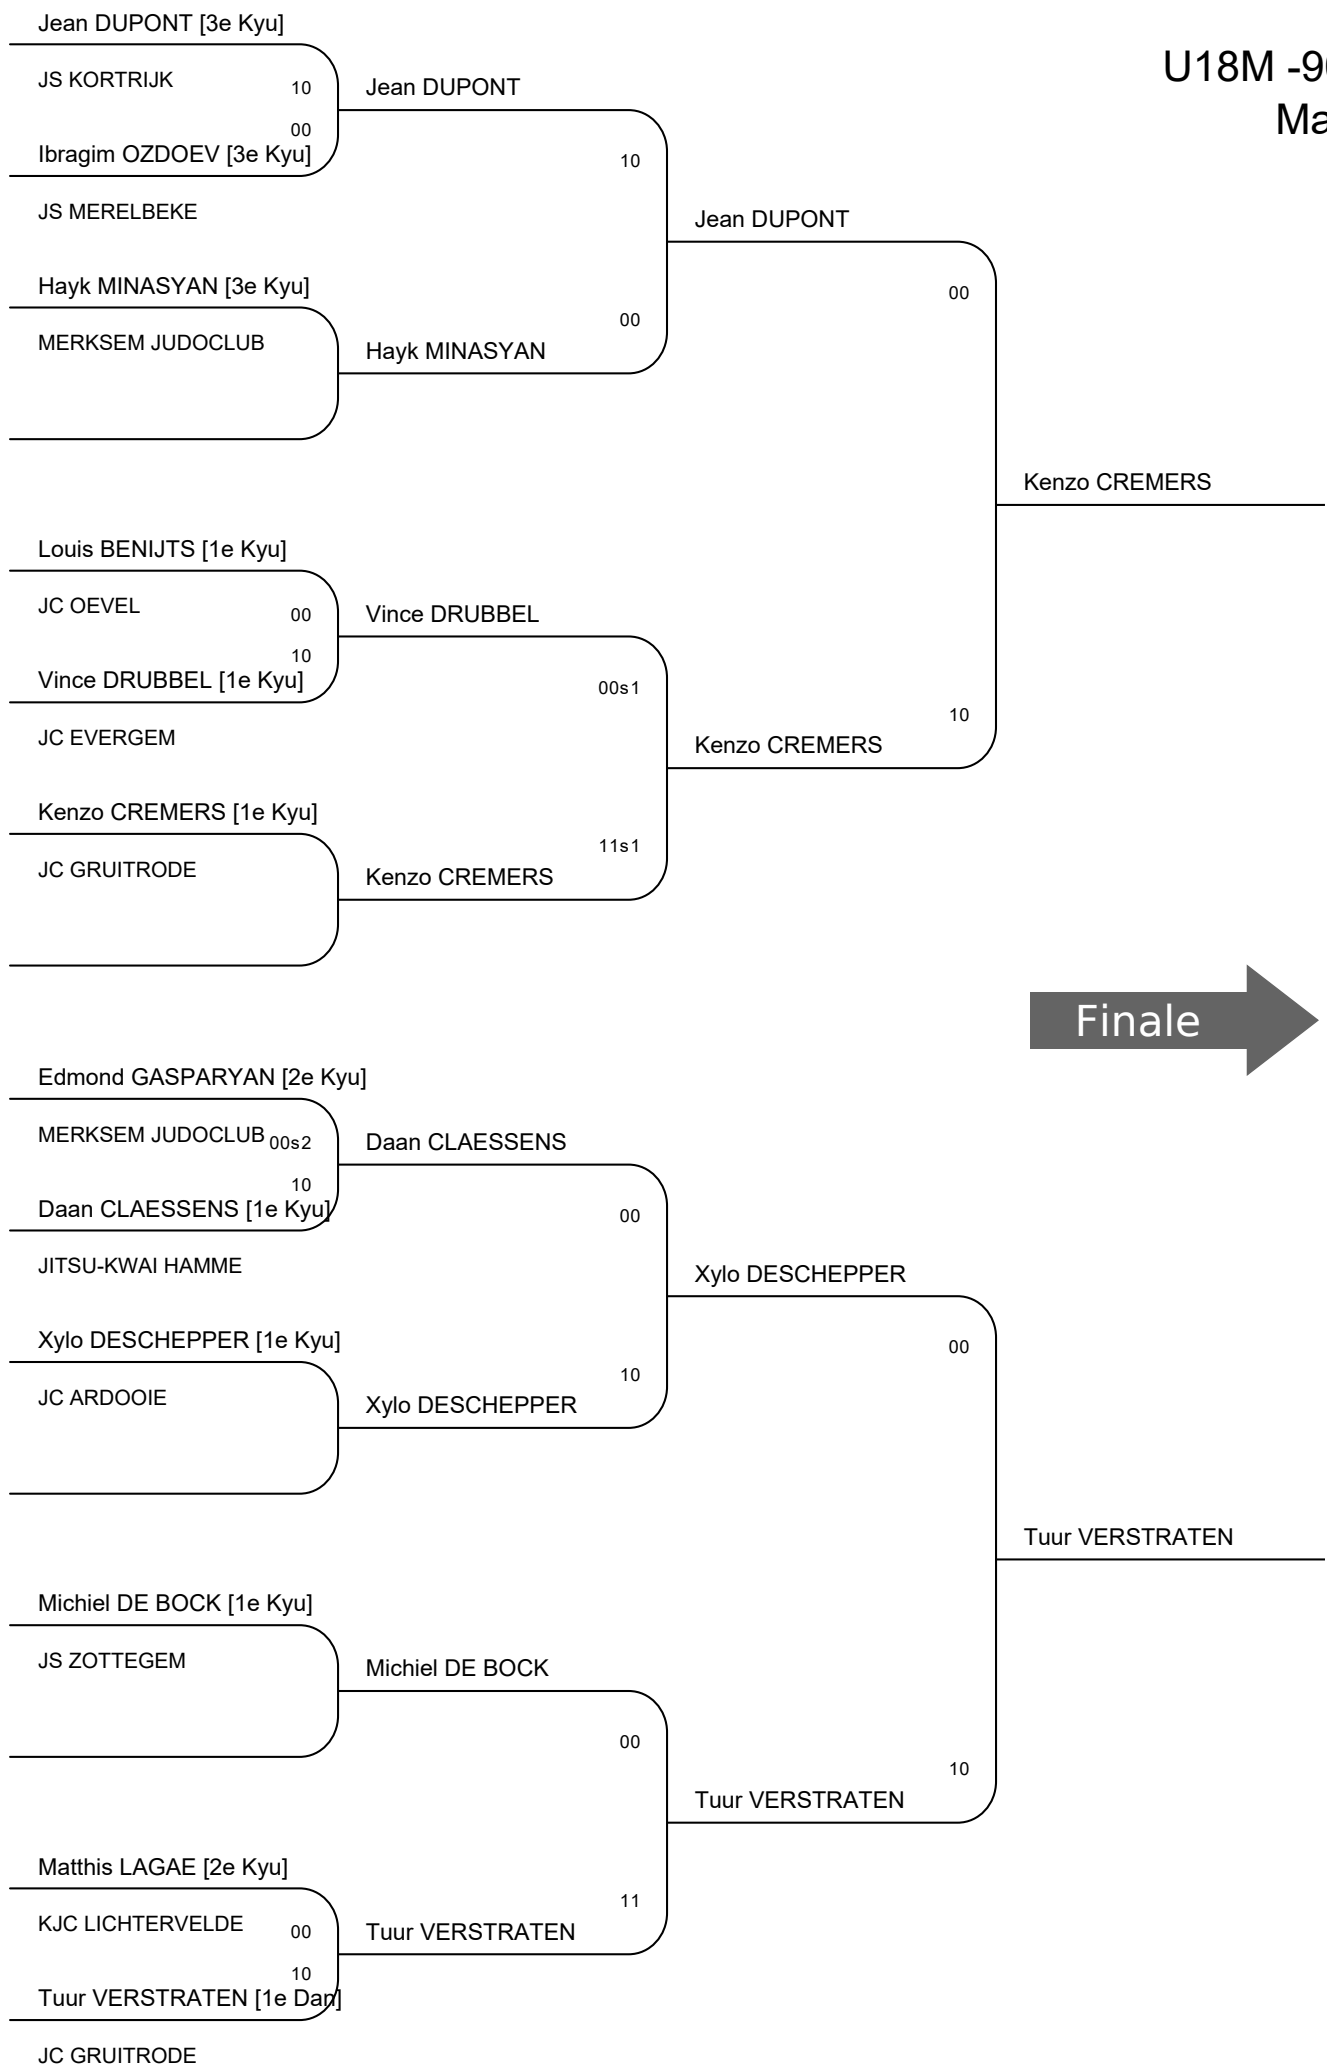 Jean DUPONT [3e Kyu]
JS KORTRIJK
10
00
Ibragim OZDOEV [3e Kyu]
JS MERELBEKE
Hayk MINASYAN [3e Kyu]
MERKSEM JUDOCLUB
Louis BENIJTS [1e Kyu]
JC OEVEL
00
10
Vince DRUBBEL [1e Kyu]
JC EVERGEM
Kenzo CREMERS [1e Kyu]
JC GRUITRODE
Edmond GASPARYAN [2e Kyu]
MERKSEM JUDOCLUB
00s2
10
Daan CLAESSENS [1e Kyu]
JITSU-KWAI HAMME
Xylo DESCHEPPER [1e Kyu]
JC ARDOOIE
Michiel DE BOCK [1e Kyu]
JS ZOTTEGEM
Matthis LAGAE [2e Kyu]
KJC LICHTERVELDE
00
10
Tuur VERSTRATEN [1e Dan]
JC GRUITRODE
Jean DUPONT
10
00
Hayk MINASYAN
Vince DRUBBEL
00s1
11s1
Kenzo CREMERS
Daan CLAESSENS
00
10
Xylo DESCHEPPER
Michiel DE BOCK
00
11
Tuur VERSTRATEN
Jean DUPONT
00
10
Kenzo CREMERS
Xylo DESCHEPPER
00
10
Tuur VERSTRATEN
U18M -90
Ma
Kenzo CREMERS
Finale
Tuur VERSTRATEN